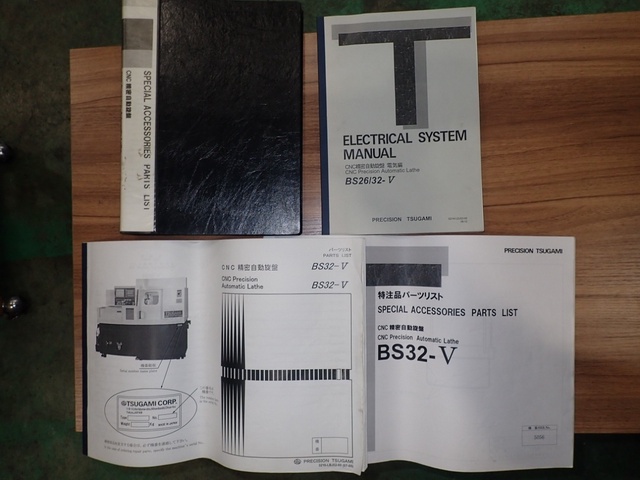 SPECIAL ACCESSORIES PARTS LIST
CNC 精密自動旋盤
ELECTRICAL SYSTEM
MANUAL
CNC精密自動旋盤 電気編
CNC Precision Automatic Lathe
BS26/32-V
PRECISION TSUGAMI
パーツリスト
PARTS LIST
CNC 精密自動旋盤
BS32-V
CNC Precision
Automatic Lathe
BS32-V
TSUGAMI CORP.
PRECISION TSUGAMI
PRECISION TSUGAMI
特注品パーツリスト
SPECIAL ACCESSORIES PARTS LIST
CNC 精密自動旋盤
CNC Precision Automatic Lathe
BS32-V